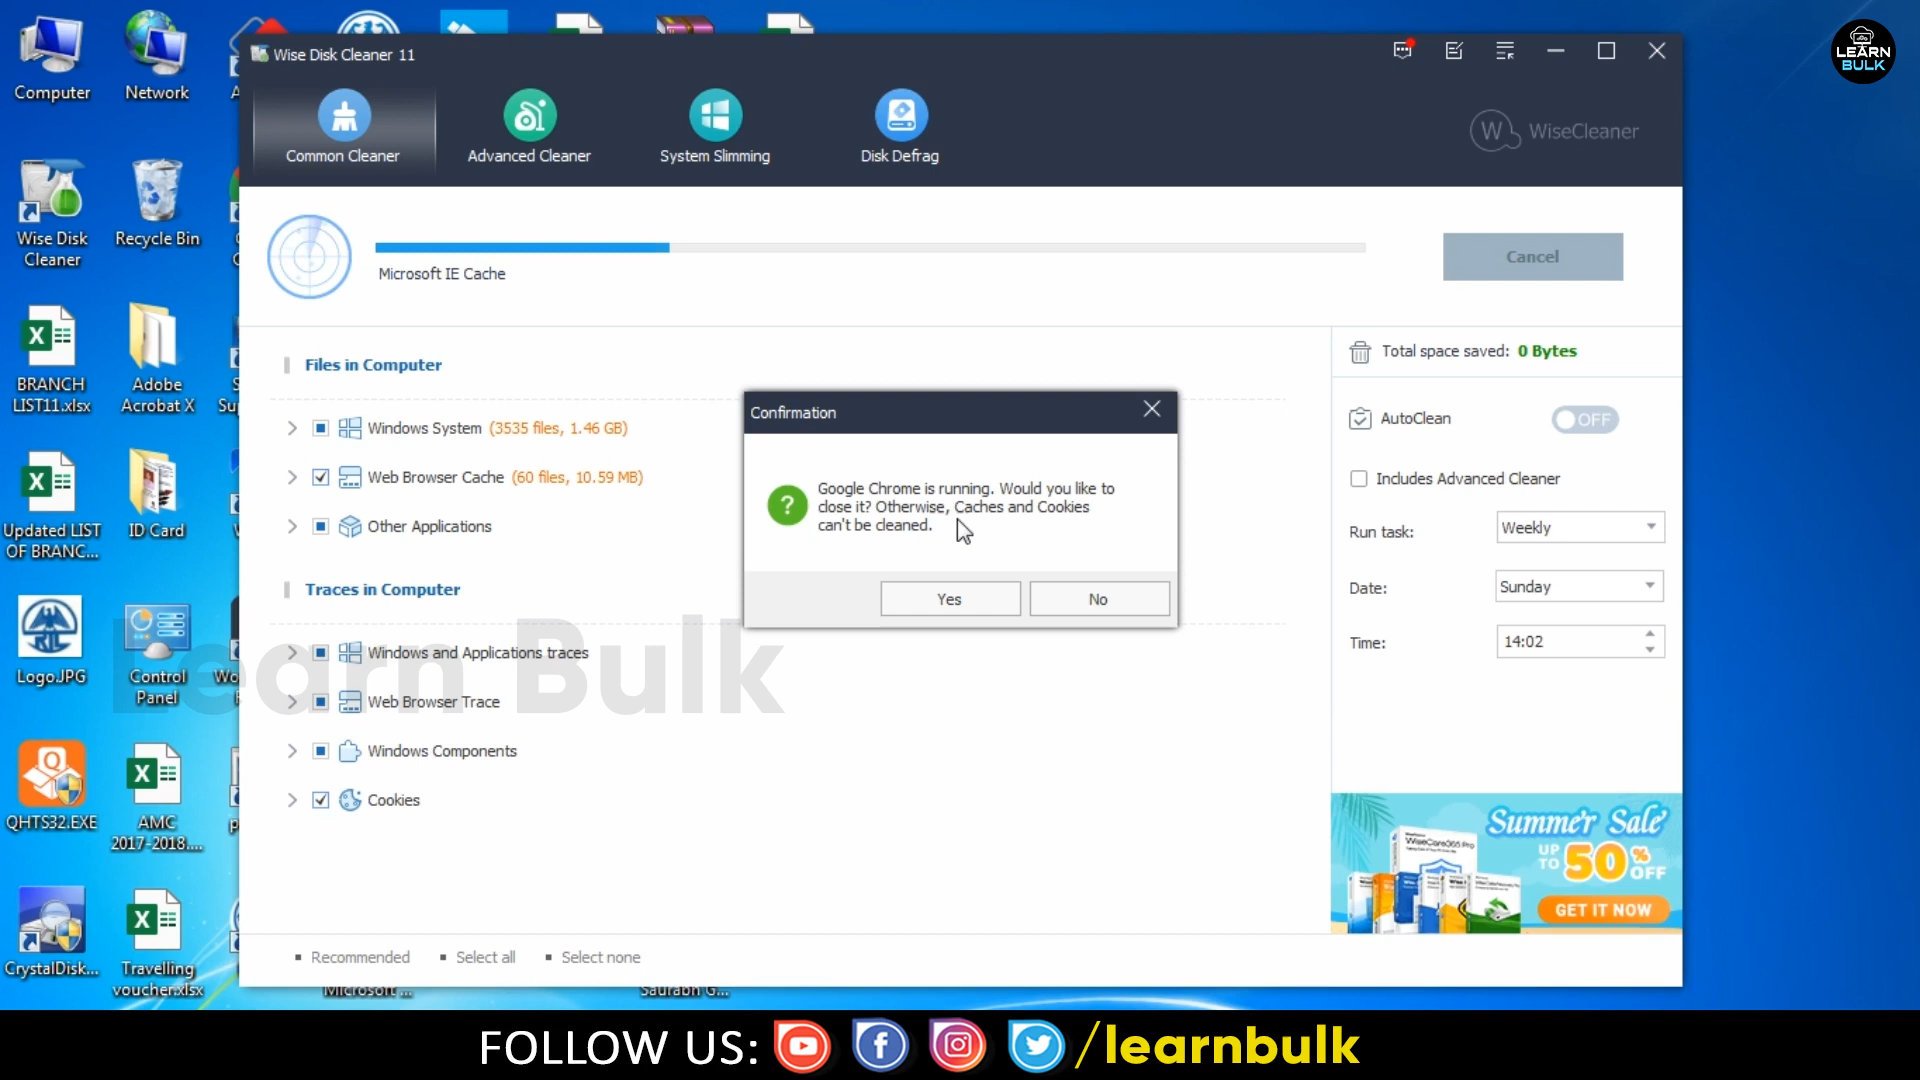 Computer
Network
Wise Disk
Cleaner
Recycle Bin
BRANCH
LIST11.xlsx
Adobe
Acrobat X
Updated LIST
OF BRANC...
ID Card
Logo.JPG
Control
Panel
QHTS32.EXE
AMC
2017-2018....
CrystalDisk...
Travelling
voucher.xlsx
Wise Disk Cleaner 11
Common Cleaner
Advanced Cleaner
System Slimming
Disk Defrag
WiseCleaner
Microsoft IE Cache
Cancel
Files in Computer
Windows System (3535 files, 1.46 GB)
Web Browser Cache (60 files, 10.59 MB)
Other Applications
Traces in Computer
Windows and Applications traces
Web Browser Trace
Windows Components
Cookies
Recommended
Select all
Select none
Confirmation
Google Chrome is running. Would you like to
close it? Otherwise, Caches and Cookies
can't be cleaned.
Yes
No
Total space saved: 0 Bytes
AutoClean
OFF
Includes Advanced Cleaner
Run task:
Weekly
Date:
Sunday
Time:
14:02
Summer Sale
UP
TO
50%
OFF
GET IT NOW
WiseCare365 Pro
Microsoft ...
Saurabh G...
Learn Bulk
LEARN
BULK
FOLLOW US:
/learnbulk